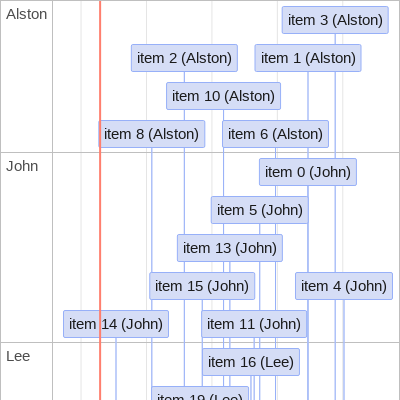 Alston
item 3 (Alston)
item 2 (Alston)
item 1 (Alston)
item 10 (Alston)
item 8 (Alston)
item 6 (Alston)
John
item 0 (John)
item 5 (John)
item 13 (John)
item 15 (John)
item 4 (John)
item 14 (John)
item 11 (John)
Lee
item 16 (Lee)
item 19 (Lee)